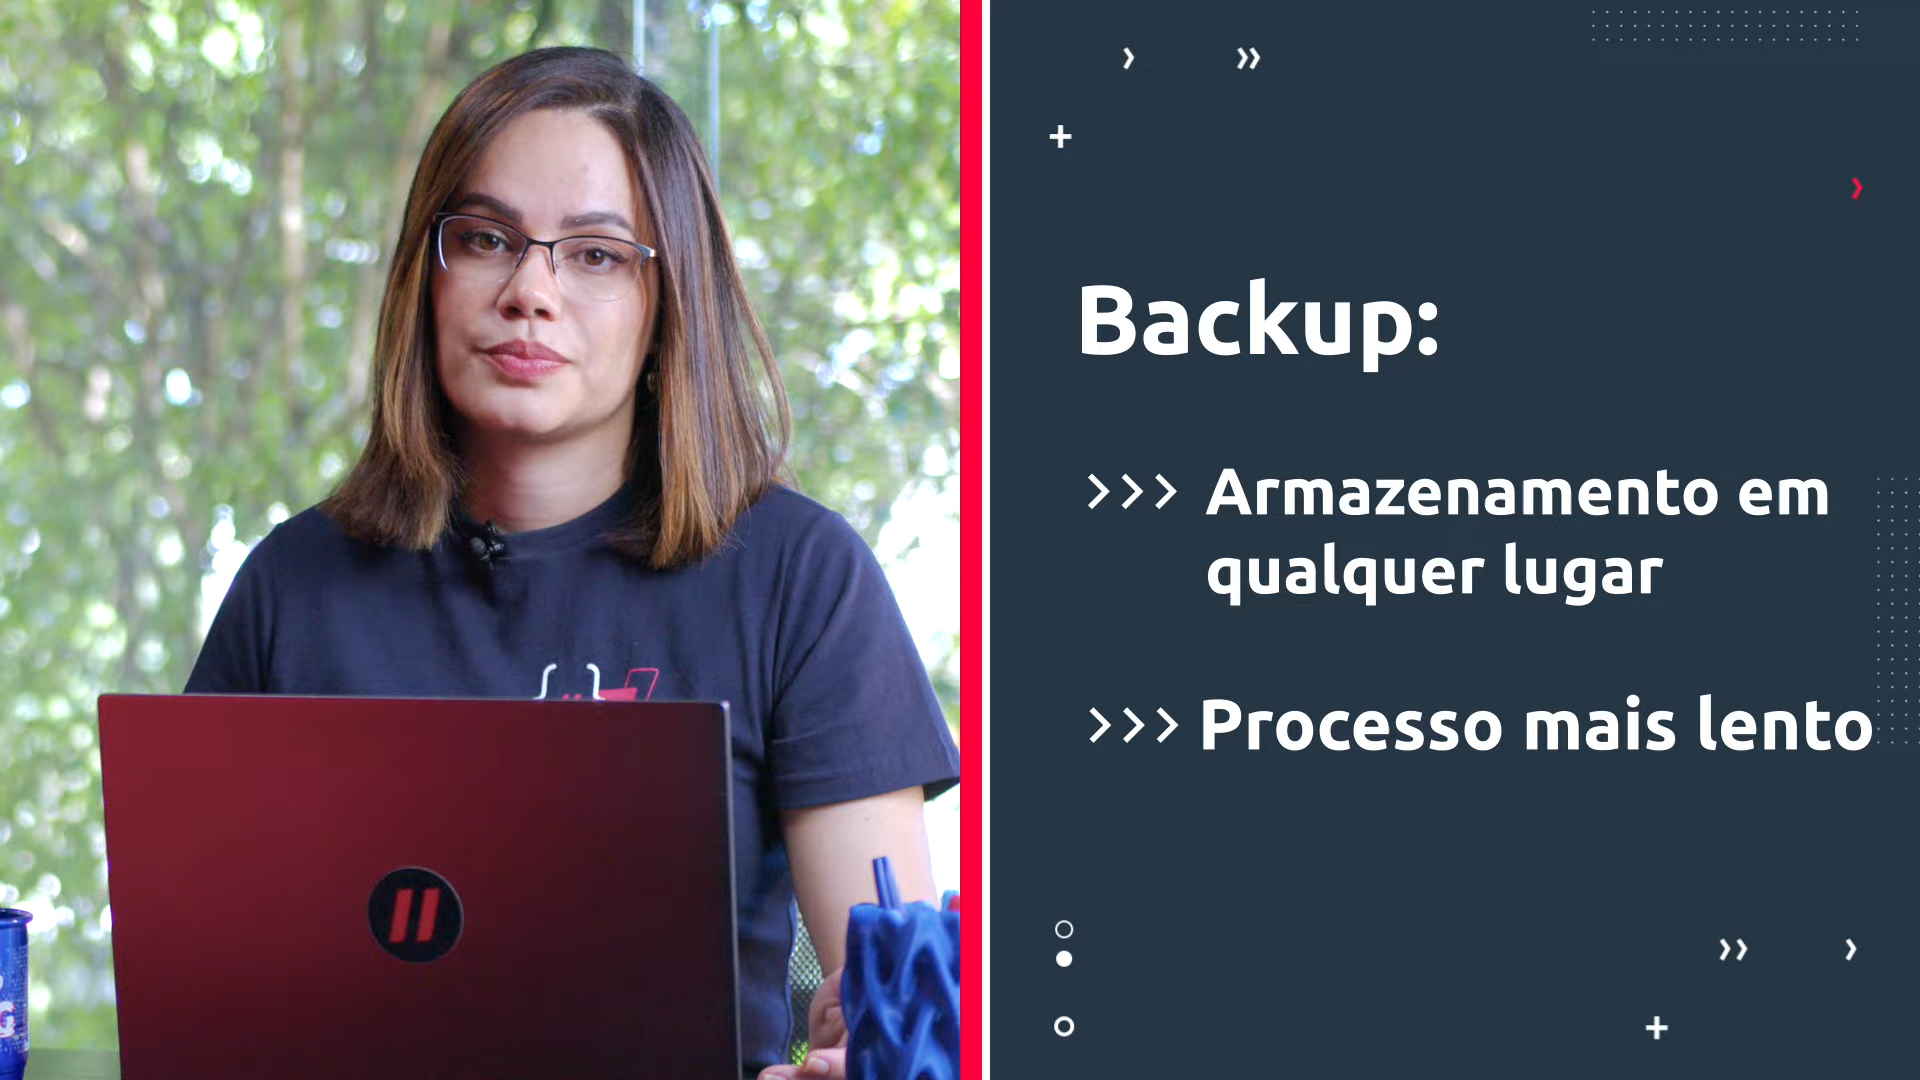 Backup:
Armazenamento em
qualquer lugar
Processo mais lento